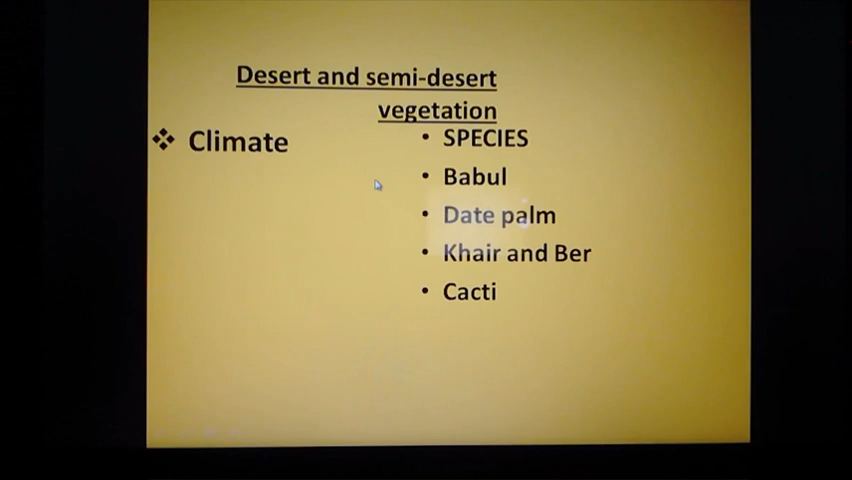 Desert and semi-desert
vegetation
❖ Climate
• SPECIES
• Babul
• Date palm
• Khair and Ber
• Cacti